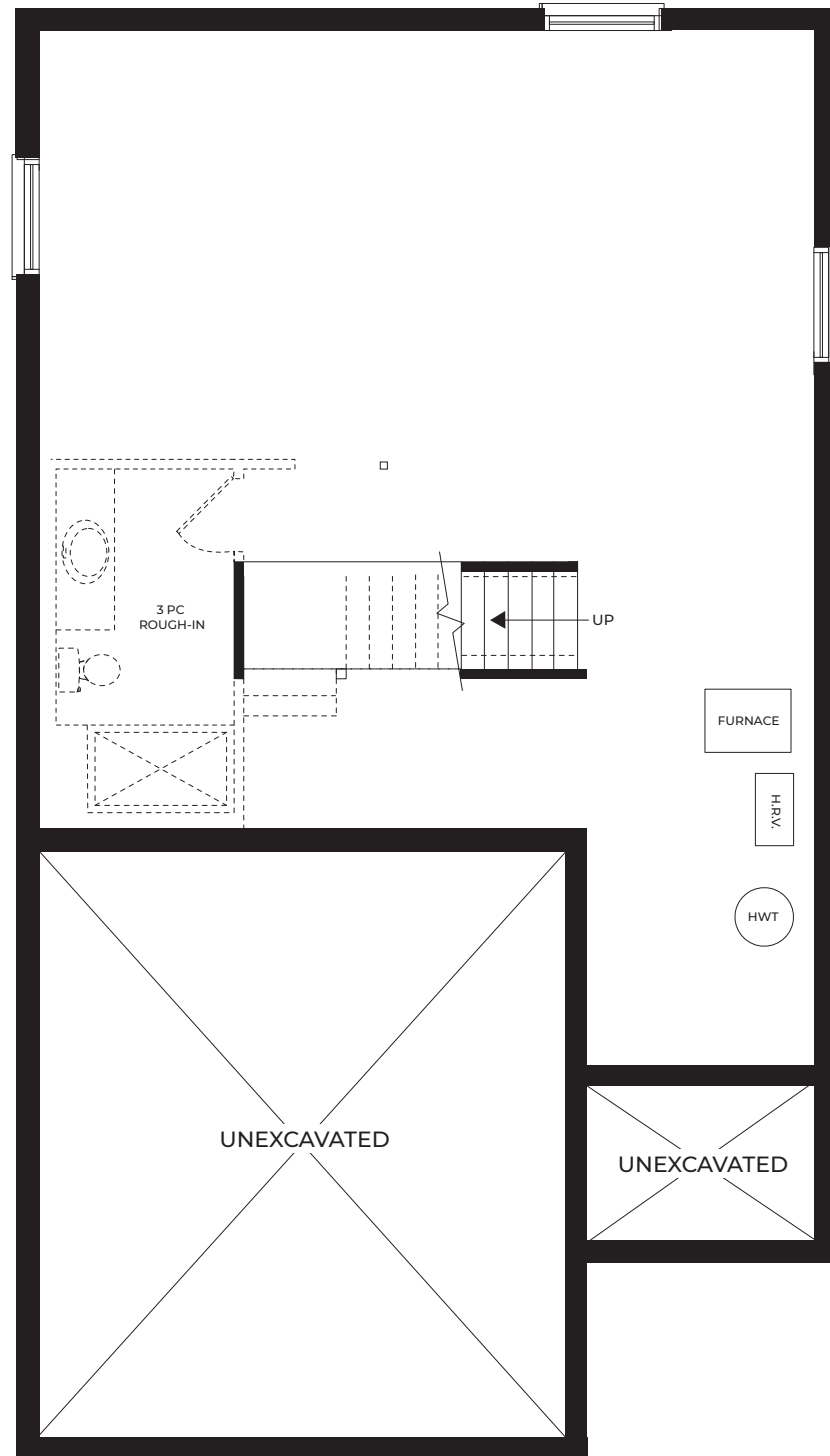 3 PC
ROUGH-IN
UP
FURNACE
H.R.V.
HWT
UNEXCAVATED
UNEXCAVATED